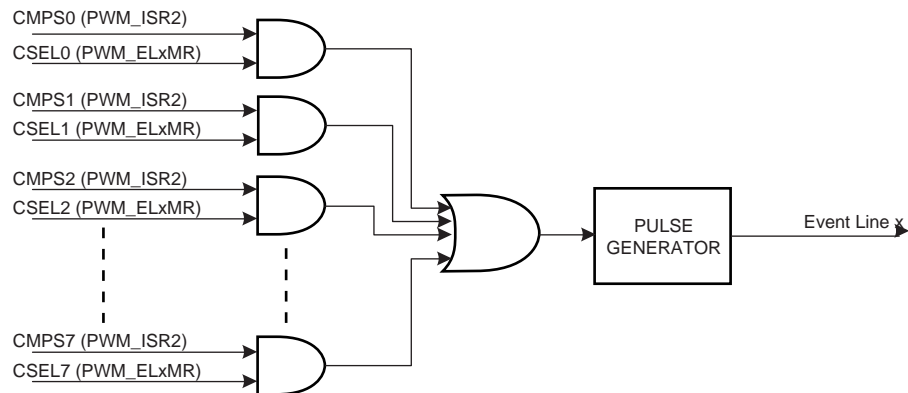 CMPS0 (PWM_ISR2)
CSEL0 (PWM_ELxMR)
CMPS1 (PWM_ISR2)
CSEL1 (PWM_ELxMR)
CMPS2 (PWM_ISR2)
CSEL2 (PWM_ELxMR)
CMPS7 (PWM_ISR2)
CSEL7 (PWM_ELxMR)
PULSE
GENERATOR
Event Line x